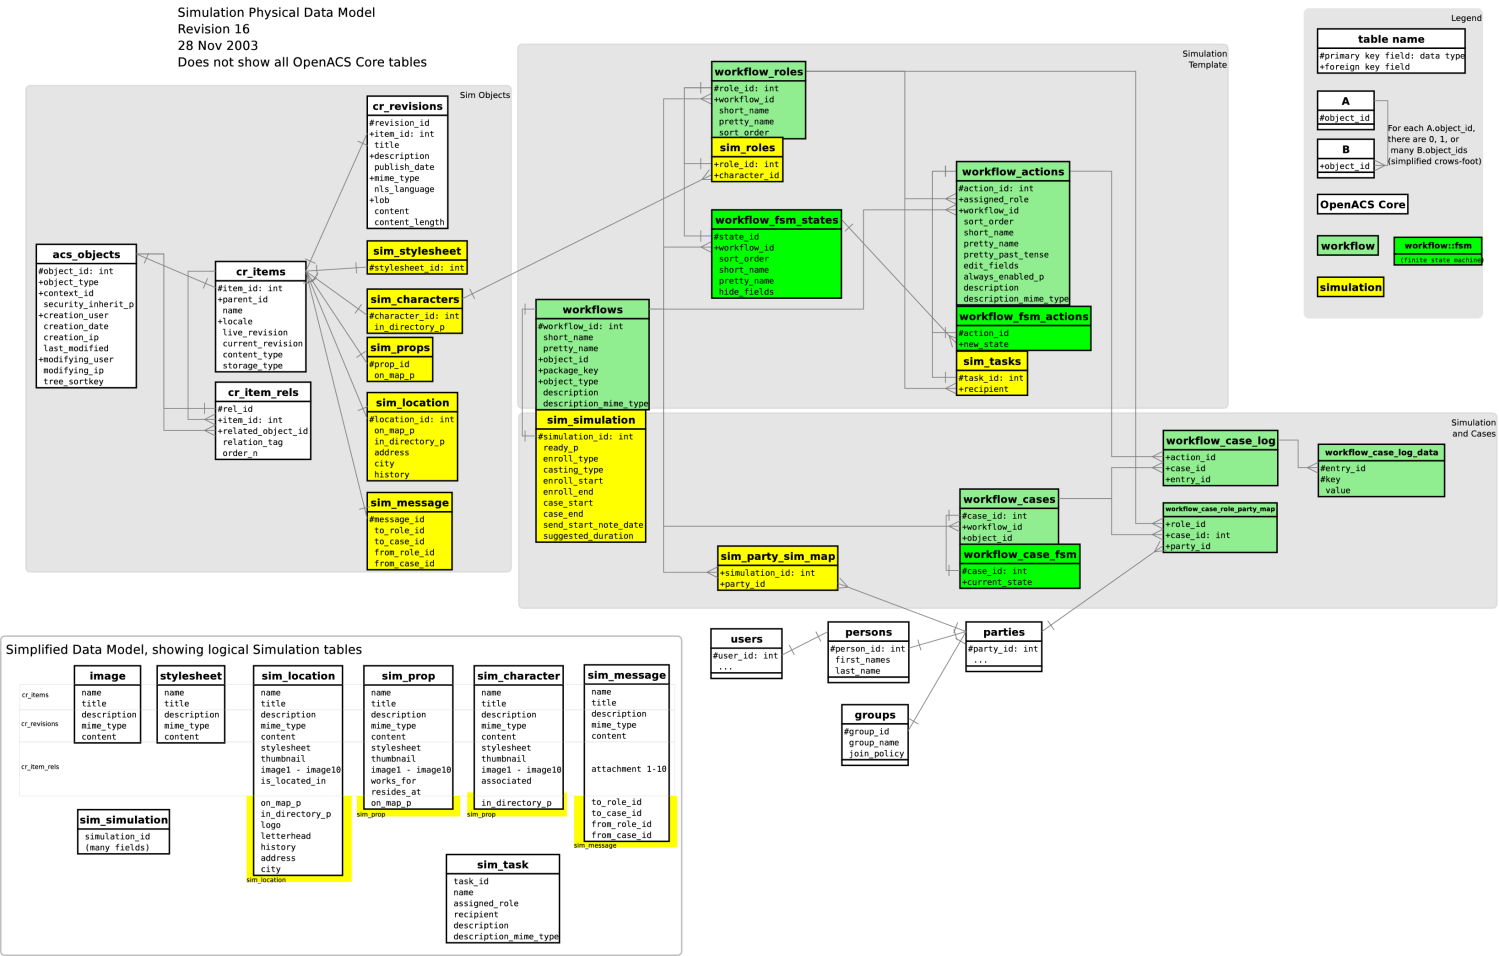 Simulation Physical Data Model
Revision 16
28 Nov 2003
Does not show all OpenACS Core tables
Sim Objects
cr_revisions
#revision_id
+item_id: int
title
+description
publish_date
+mime_type
nls_language
+lob
content
content_length
acs_objects
#object_id: int
+object_type
+context_id
security_inherit_p
+creation_user
creation_date
creation_ip
last_modified
+modifying_user
modifying_ip
tree_sortkey
cr_items
#item_id: int
+parent_id
name
+locale
live_revision
current_revision
content_type
storage_type
cr_item_rels
#rel_id
+item_id: int
+related_object_id
relation_tag
order_n
sim_stylesheet
#stylesheet_id: int
sim_characters
#character_id: int
in_directory_p
sim_props
#prop_id
on_map_p
sim_location
#location_id: int
on_map_p
in_directory_p
address
city
history
sim_message
#message_id
to_role_id
to_case_id
from_role_id
from_case_id
Simulation
Template
workflow_roles
#role_id: int
+workflow_id
short_name
pretty_name
sort_order
sim_roles
+role_id: int
+character_id
workflow_fsm_states
#state_id
+workflow_id
sort_order
short_name
pretty_name
hide_fields
workflow_actions
#action_id: int
+assigned_role
+workflow_id
sort_order
short_name
pretty_name
pretty_past_tense
edit_fields
always_enabled_p
description
description_mime_type
workflow_fsm_actions
#action_id
+new_state
sim_tasks
#task_id: int
+recipient
workflows
#workflow_id: int
short_name
pretty_name
+object_id
+package_key
+object_type
description
description_mime_type
sim_simulation
#simulation_id: int
ready_p
enroll_type
casting_type
enroll_start
enroll_end
case_start
case_end
send_start_note_date
suggested_duration
Simulation
and Cases
workflow_case_log
+action_id
+case_id
+entry_id
workflow_case_log_data
#entry_id
#key
value
workflow_cases
#case_id: int
+workflow_id
+object_id
workflow_case_fsm
#case_id: int
+current_state
workflow_case_role_party_map
+role_id
+case_id: int
+party_id
sim_party_sim_map
+simulation_id: int
+party_id
users
#user_id: int
...
persons
#person_id: int
first_names
last_name
parties
#party_id: int
...
groups
#group_id
group_name
join_policy
Legend
table name
#primary key field: data type
+foreign key field
A
#object_id
B
+object_id
For each A.object_id,
there are 0, 1, or
many B.object_ids
(simplified crows-foot)
OpenACS Core
workflow
workflow::fsm
(finite state machine)
simulation
Simplified Data Model, showing logical Simulation tables
cr_items
cr_revisions
cr_item_rels
image
name
title
description
mime_type
content
stylesheet
name
title
description
mime_type
content
sim_location
name
title
description
mime_type
content
stylesheet
thumbnail
image1 - image10
is_located_in
on_map_p
in_directory_p
logo
letterhead
history
address
city
sim_location
sim_prop
name
title
description
mime_type
content
stylesheet
thumbnail
image1 - image10
works_for
resides_at
on_map_p
sim_prop
sim_character
name
title
description
mime_type
content
stylesheet
thumbnail
image1 - image10
associated
in_directory_p
sim_prop
sim_message
name
title
description
mime_type
content
attachment 1-10
to_role_id
to_case_id
from_role_id
from_case_id
sim_message
sim_simulation
simulation_id
(many fields)
sim_task
task_id
name
assigned_role
recipient
description
description_mime_type